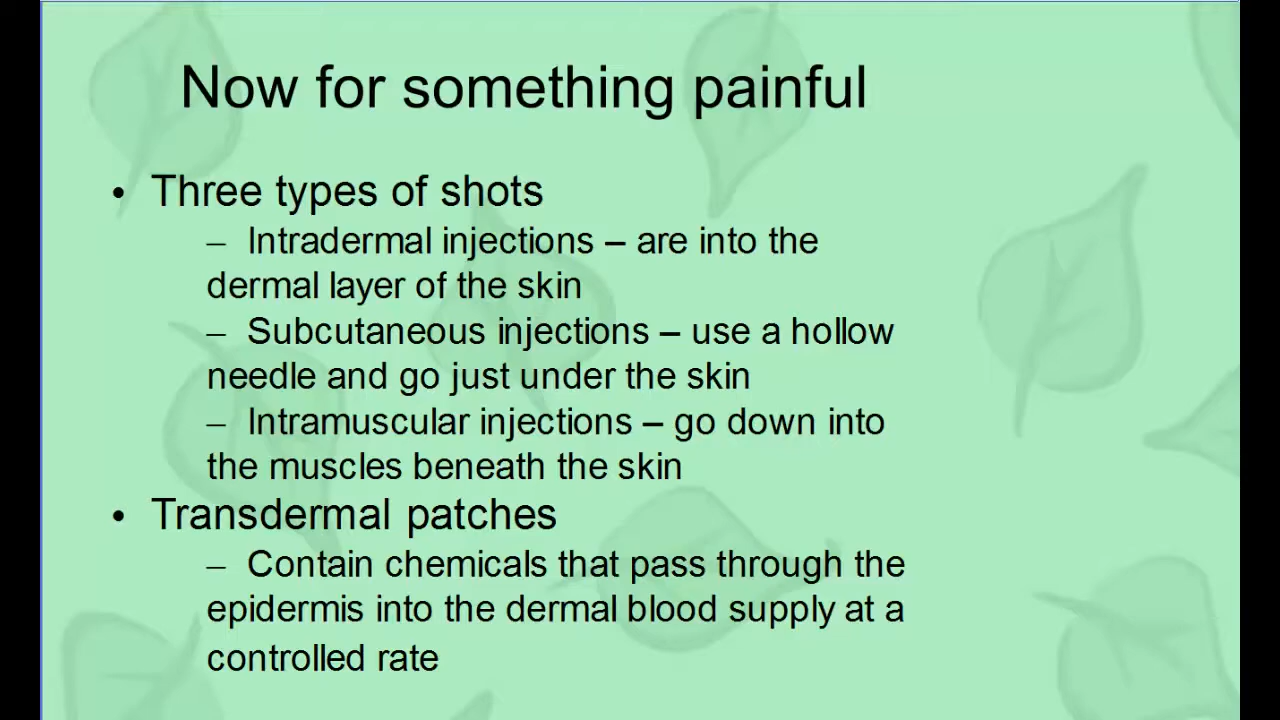 Now for something painful
• Three types of shots
– Intradermal injections – are into the
dermal layer of the skin
– Subcutaneous injections – use a hollow
needle and go just under the skin
– Intramuscular injections – go down into
the muscles beneath the skin
• Transdermal patches
– Contain chemicals that pass through the
epidermis into the dermal blood supply at a
controlled rate